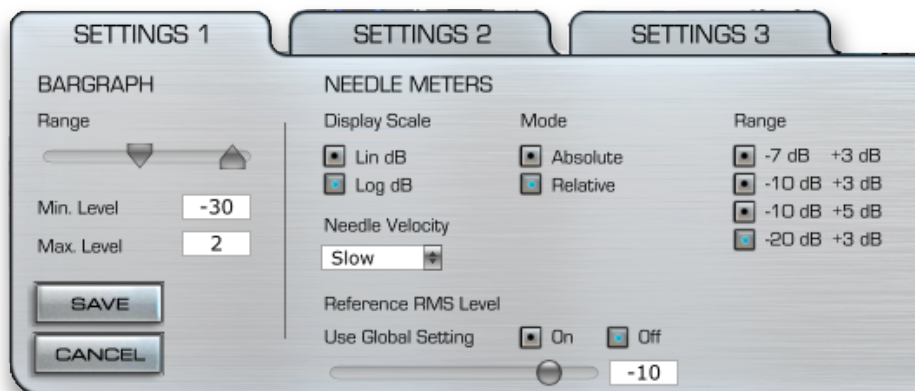 SETTINGS 1
SETTINGS 2
SETTINGS 3
BARGRAPH
Range
Min. Level -30
Max. Level 2
SAVE
CANCEL
NEEDLE METERS
Display Scale
Lin dB
Log dB
Needle Velocity
Slow
Mode
Absolute
Relative
Range
-7 dB +3 dB
-10 dB +3 dB
-10 dB +5 dB
-20 dB +3 dB
Reference RMS Level
Use Global Setting On Off
-10